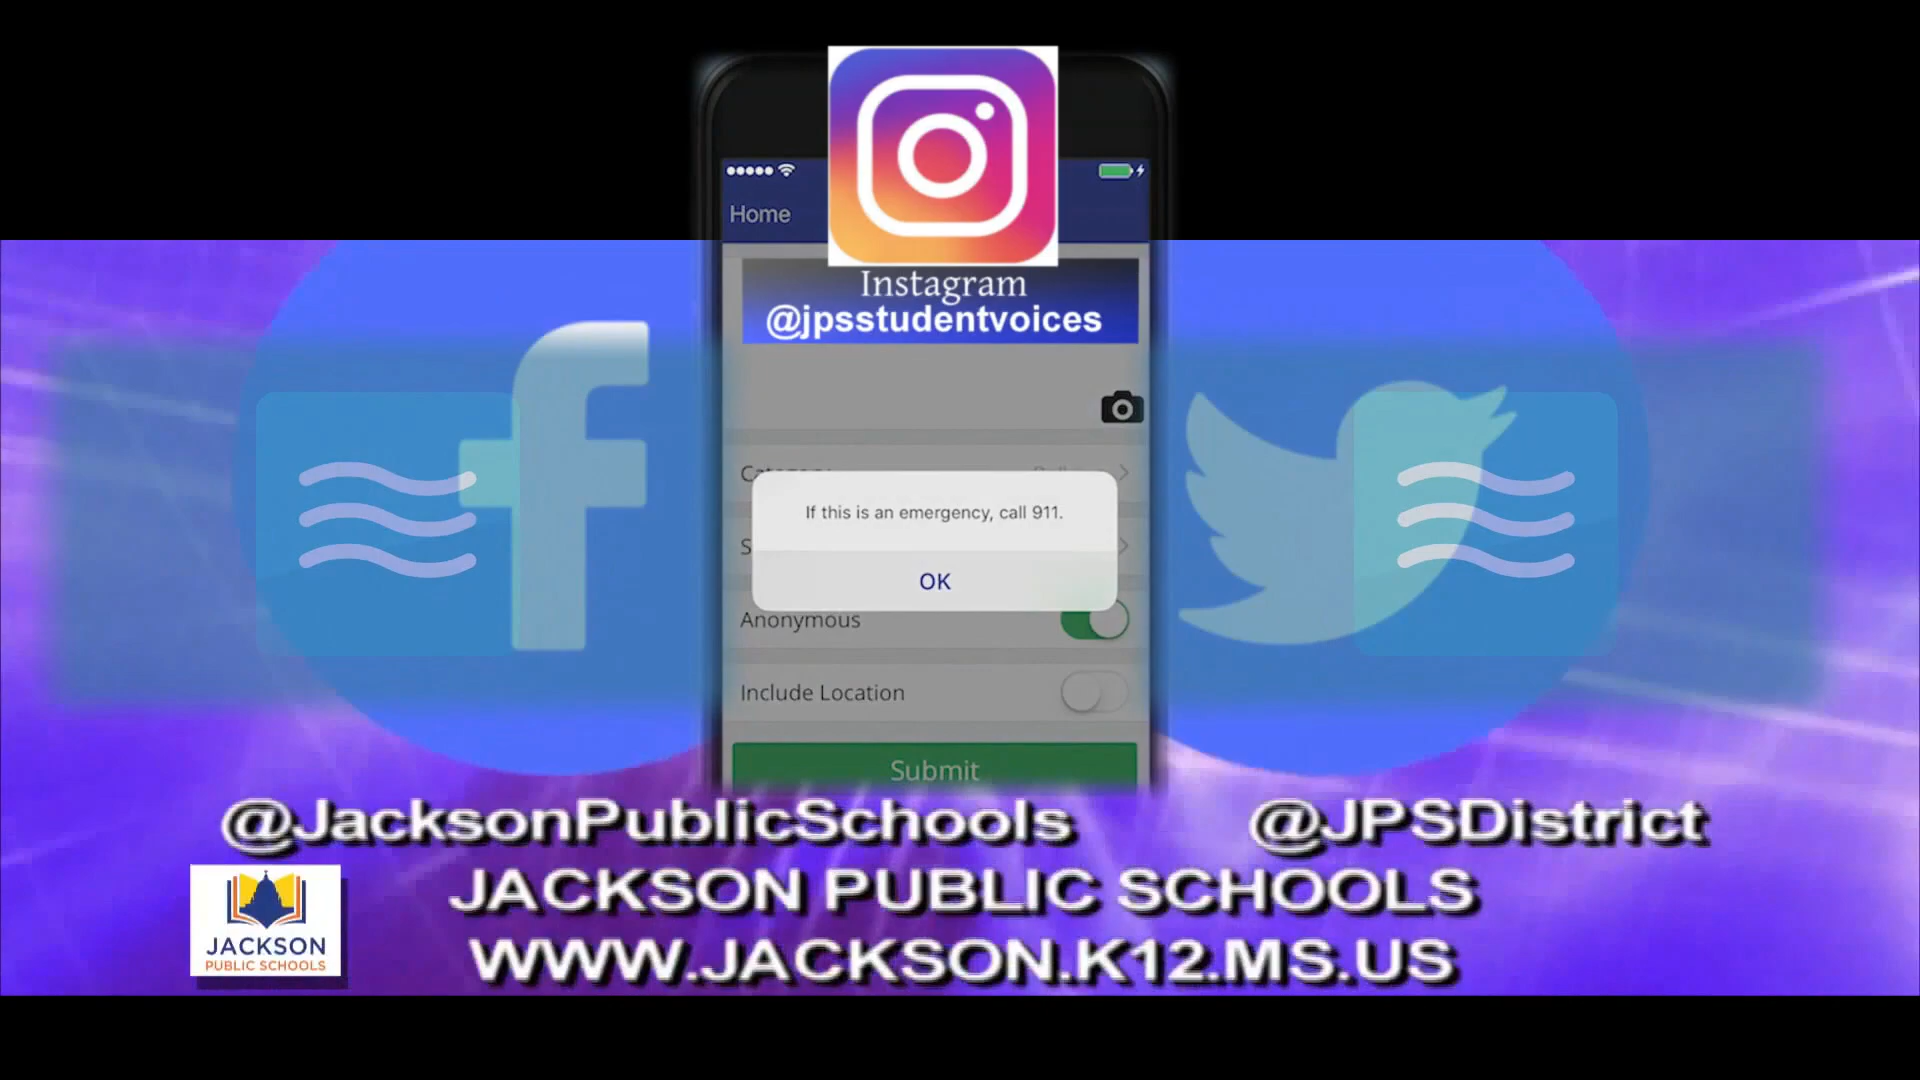 Home
Instagram
@jpsstudentvoices
If this is an emergency, call 911.
OK
Anonymous
Include Location
Submit
@JacksonPublicSchools
@JPSDistrict
JACKSON PUBLIC SCHOOLS
WWW.JACKSON.K12.MS.US
JACKSON
PUBLIC SCHOOLS